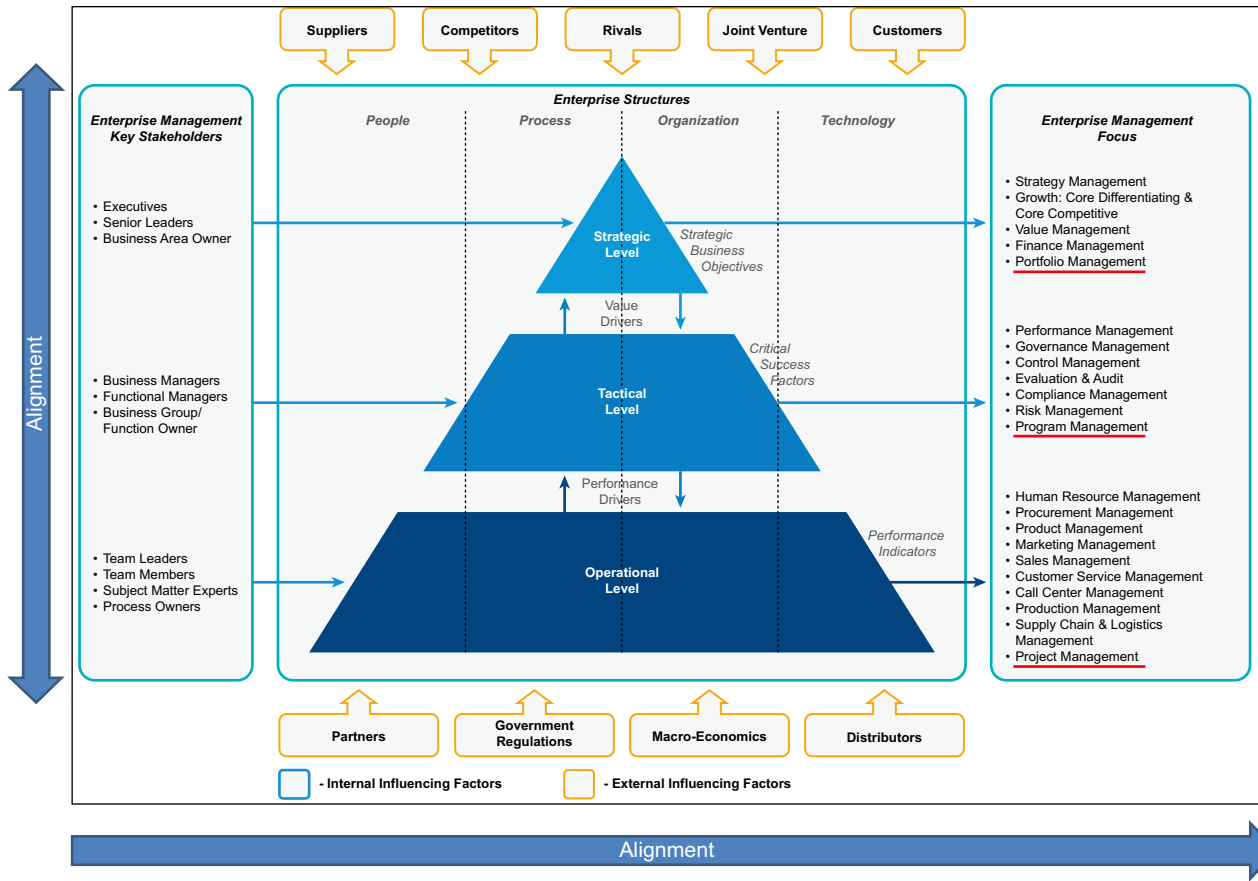 Suppliers
Competitors
Rivals
Joint Venture
Customers
Alignment
Enterprise Management
Key Stakeholders
• Executives
• Senior Leaders
• Business Area Owner
• Business Managers
• Functional Managers
• Business Group/
Function Owner
• Team Leaders
• Team Members
• Subject Matter Experts
• Process Owners
Enterprise Structures
People
Process
Organization
Technology
Strategic
Level
Strategic
Business
Objectives
Value
Drivers
Tactical
Level
Critical
Success
Factors
Performance
Drivers
Operational
Level
Performance
Indicators
Enterprise Management
Focus
• Strategy Management
• Growth: Core Differentiating &
Core Competitive
• Value Management
• Finance Management
• Portfolio Management
• Performance Management
• Governance Management
• Control Management
• Evaluation & Audit
• Compliance Management
• Risk Management
• Program Management
• Human Resource Management
• Procurement Management
• Product Management
• Marketing Management
• Sales Management
• Customer Service Management
• Call Center Management
• Production Management
• Supply Chain & Logistics
Management
• Project Management
Partners
Government
Regulations
Macro-Economics
Distributors
- Internal Influencing Factors
- External Influencing Factors
Alignment